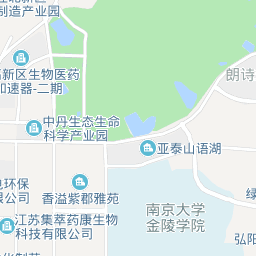 制造产业园
高新区生物医药
加速器-二期
朗诗
中丹生态生命
科学产业园
亚泰山语湖
香溢紫郡雅苑
环保
有限公司
南京大学
金陵学院
江苏集萃药康生物
科技有限公司
弘阳